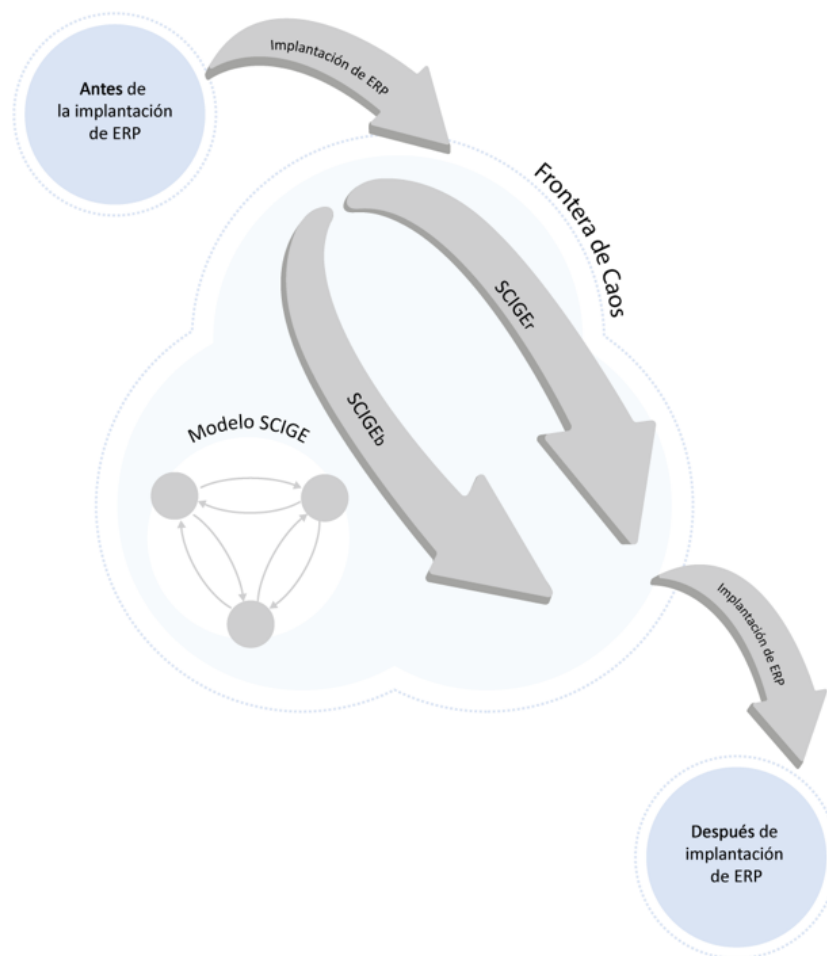 Antes de
la implantación
de ERP
Implantación de ERP
Frontera de Caos
SCIGEr
SCIGEb
Modelo SCIGE
Implantación de ERP
Después de
implantación
de ERP